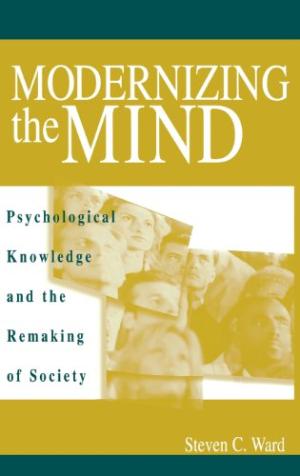 MODERNIZING
the MIND
Psychological
Knowledge
and the
Remaking
of Society
Steven C. Ward